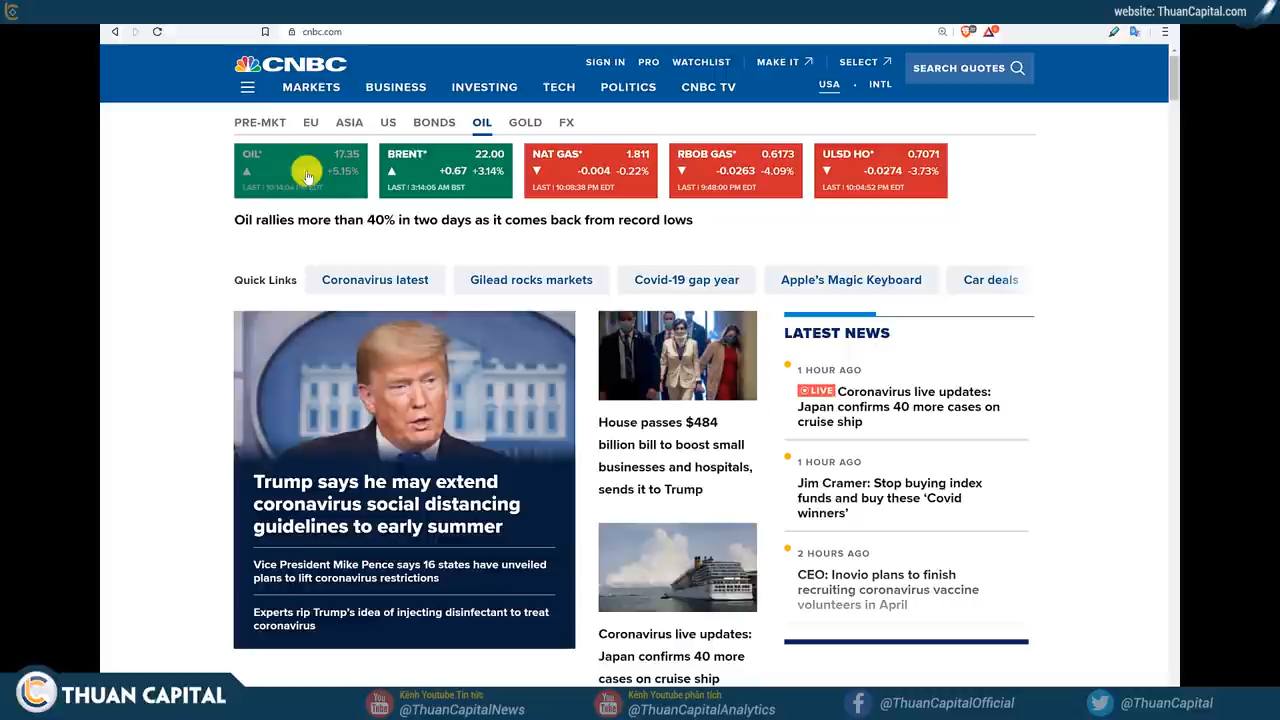 website: ThuanCapital.com
cnbc.com
CNBC
SIGN IN PRO WATCHLIST MAKE IT SELECT
SEARCH QUOTES
MARKETS BUSINESS INVESTING TECH POLITICS CNBC TV
USA · INTL
PRE-MKT EU ASIA US BONDS OIL GOLD FX
OIL* 17.35
+5.15%
LAST | 10:14:04 PM EDT
BRENT* 22.00
+0.67 +3.14%
LAST | 3:14:06 AM BST
NAT GAS* 1.811
-0.004 -0.22%
LAST | 10:08:38 PM EDT
RBOB GAS* 0.6173
-0.0263 -4.09%
LAST | 9:48:00 PM EDT
ULSD HO* 0.7071
-0.0274 -3.73%
LAST | 10:04:52 PM EDT
Oil rallies more than 40% in two days as it comes back from record lows
Quick Links Coronavirus latest Gilead rocks markets Covid-19 gap year Apple's Magic Keyboard Car deals
Trump says he may extend
coronavirus social distancing
guidelines to early summer
Vice President Mike Pence says 16 states have unveiled
plans to lift coronavirus restrictions
Experts rip Trump's idea of injecting disinfectant to treat
coronavirus
House passes $484
billion bill to boost small
businesses and hospitals,
sends it to Trump
Coronavirus live updates:
Japan confirms 40 more
cases on cruise ship
LATEST NEWS
1 HOUR AGO
LIVE Coronavirus live updates:
Japan confirms 40 more cases on
cruise ship
1 HOUR AGO
Jim Cramer: Stop buying index
funds and buy these 'Covid
winners'
2 HOURS AGO
CEO: Inovio plans to finish
recruiting coronavirus vaccine
volunteers in April
THUAN CAPITAL
Kênh Youtube Tin tức
@ThuanCapitalNews
Kênh Youtube phân tích
@ThuanCapitalAnalytics
@ThuanCapitalOfficial
@ThuanCapital